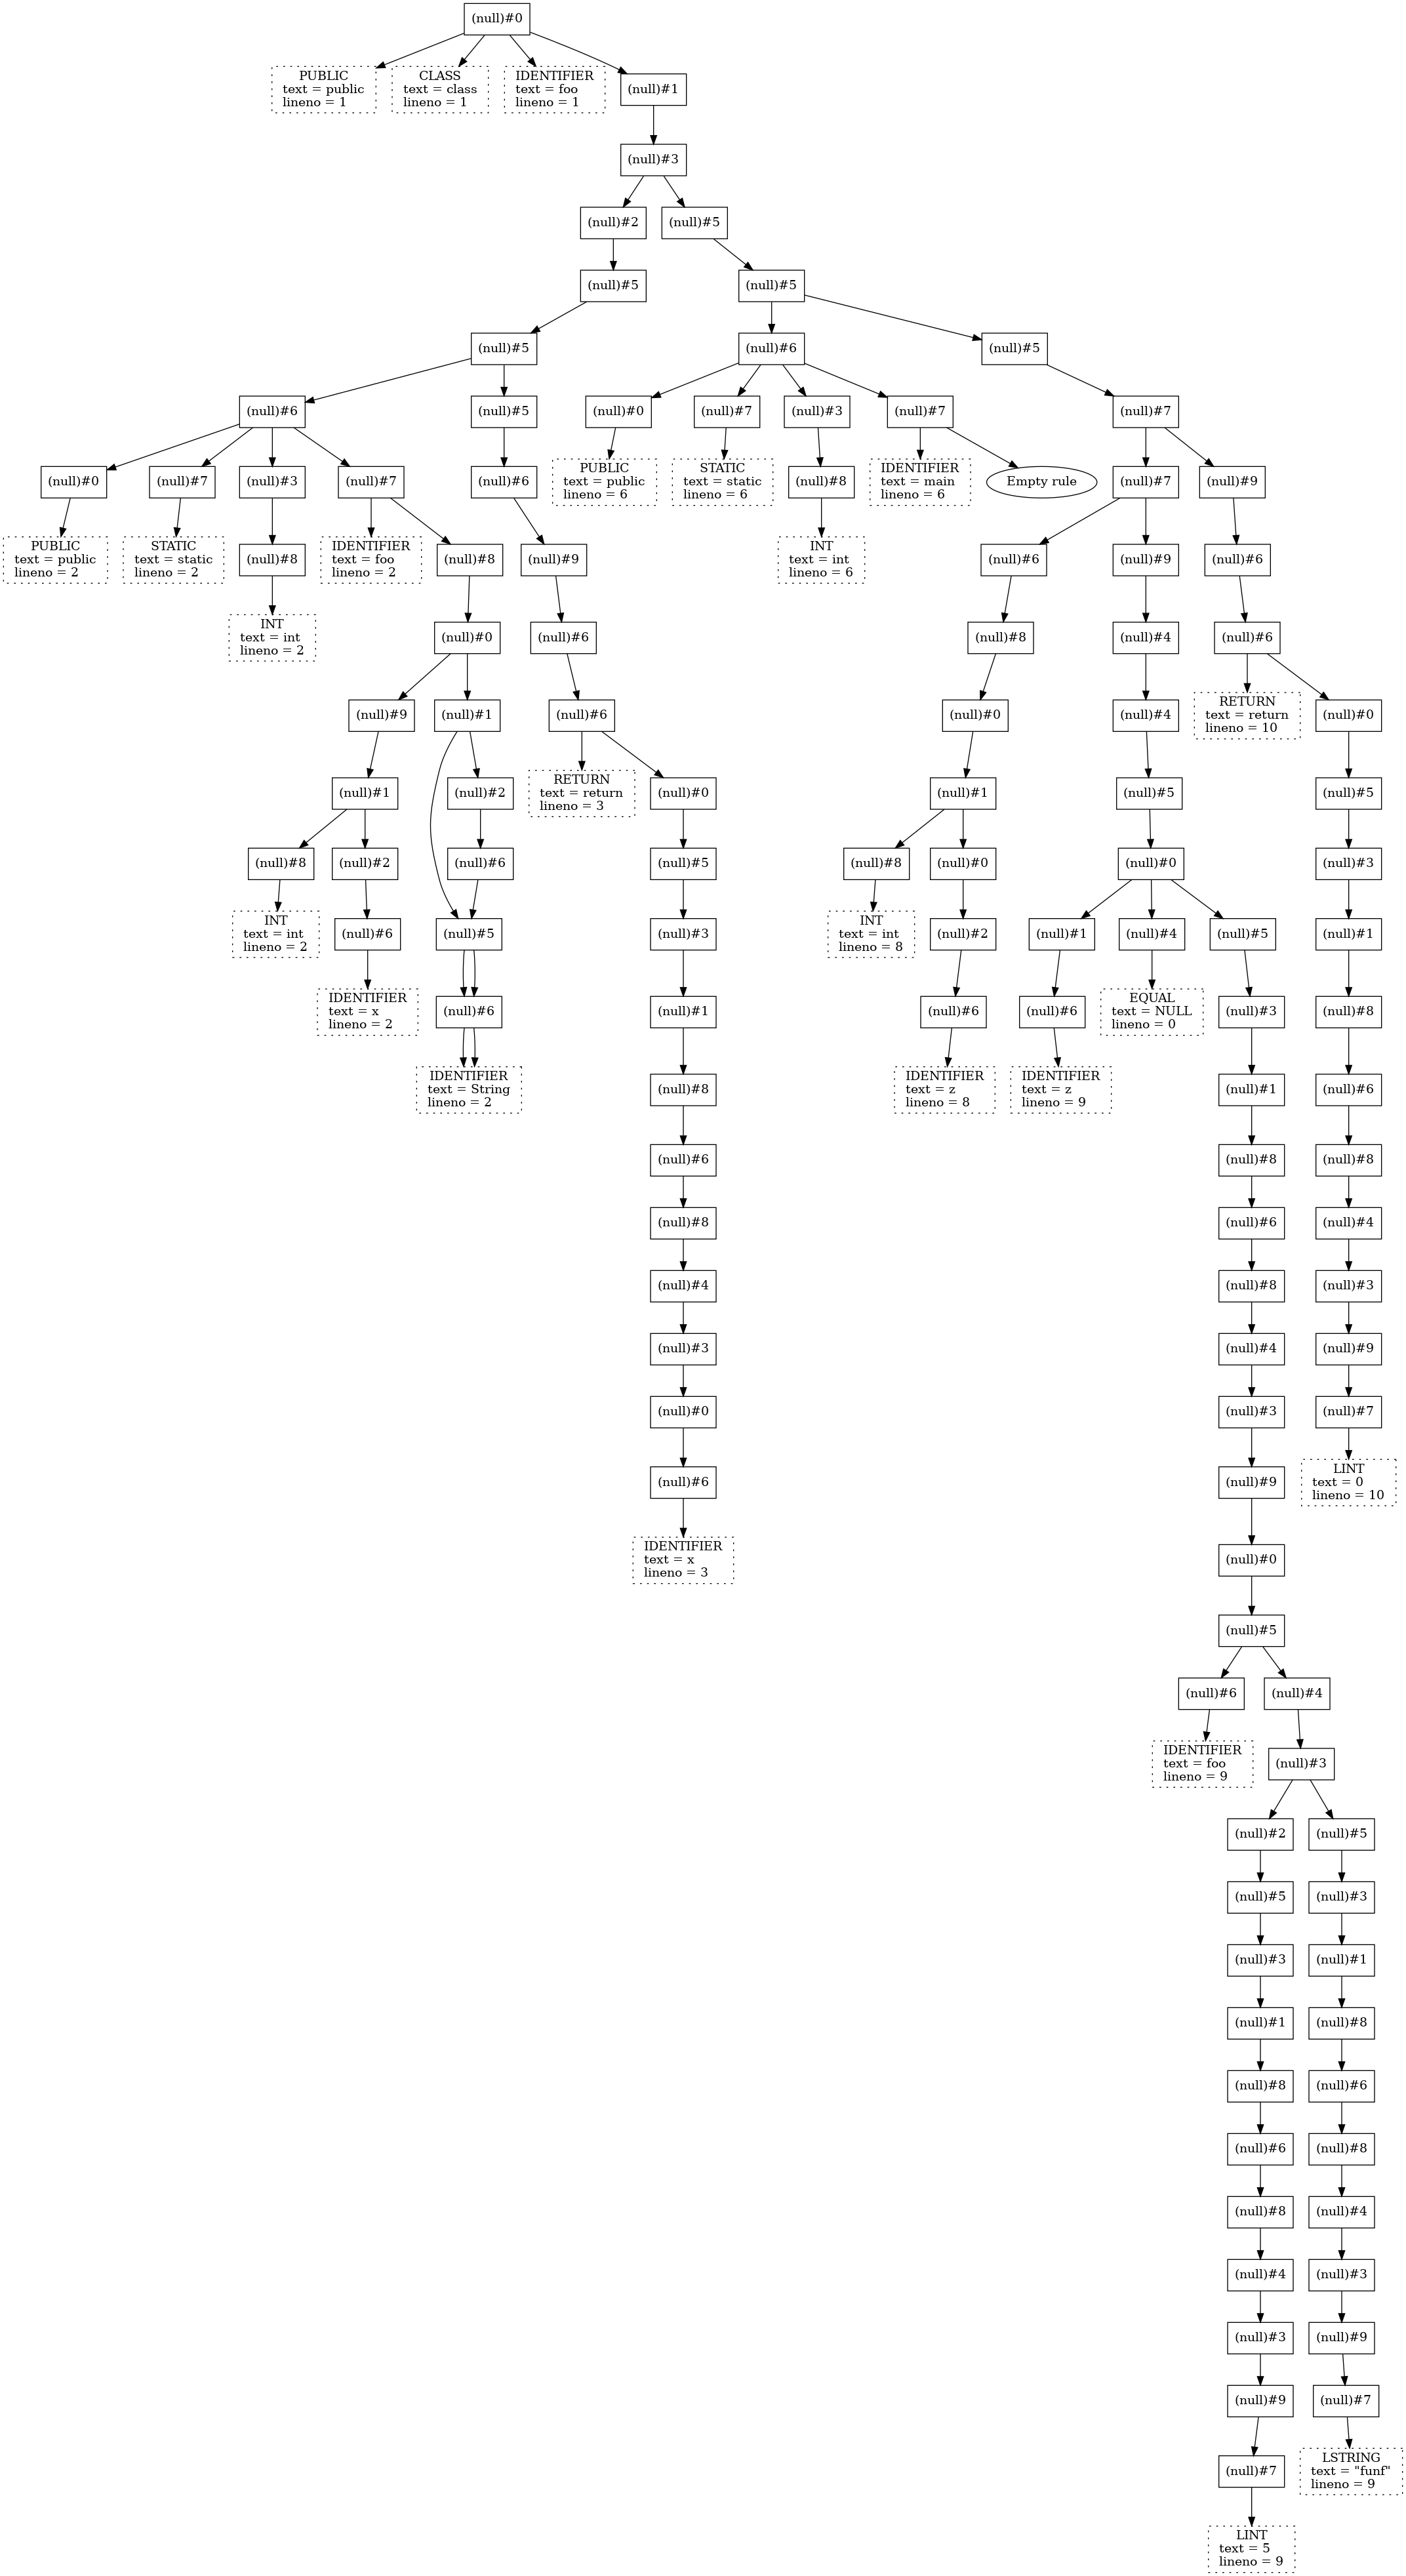 (null)#0
PUBLIC
text = public
lineno = 1
CLASS
text = class
lineno = 1
IDENTIFIER
text = foo
lineno = 1
(null)#1
(null)#3
(null)#2
(null)#5
(null)#5
(null)#5
(null)#5
(null)#6
(null)#5
(null)#6
(null)#5
(null)#0
(null)#7
(null)#3
(null)#7
(null)#7
(null)#0
(null)#7
(null)#3
(null)#7
(null)#6
PUBLIC
text = public
lineno = 6
STATIC
text = static
lineno = 6
(null)#8
IDENTIFIER
text = main
lineno = 6
Empty rule
(null)#7
(null)#9
PUBLIC
text = public
lineno = 2
STATIC
text = static
lineno = 2
(null)#8
IDENTIFIER
text = foo
lineno = 2
(null)#8
(null)#9
INT
text = int
lineno = 6
(null)#6
(null)#9
(null)#6
INT
text = int
lineno = 2
(null)#0
(null)#6
(null)#8
(null)#4
(null)#6
(null)#9
(null)#1
(null)#6
(null)#0
(null)#4
RETURN
text = return
lineno = 10
(null)#0
(null)#1
(null)#2
RETURN
text = return
lineno = 3
(null)#0
(null)#1
(null)#5
(null)#5
(null)#8
(null)#2
(null)#6
(null)#5
(null)#8
(null)#0
(null)#0
(null)#3
INT
text = int
lineno = 2
(null)#6
(null)#5
(null)#3
INT
text = int
lineno = 8
(null)#2
(null)#1
(null)#4
(null)#5
(null)#1
IDENTIFIER
text = x
lineno = 2
(null)#6
(null)#1
(null)#6
(null)#6
EQUAL
text = NULL
lineno = 0
(null)#3
(null)#8
IDENTIFIER
text = String
lineno = 2
(null)#8
IDENTIFIER
text = z
lineno = 8
IDENTIFIER
text = z
lineno = 9
(null)#1
(null)#6
(null)#6
(null)#8
(null)#8
(null)#8
(null)#6
(null)#4
(null)#4
(null)#8
(null)#3
(null)#3
(null)#4
(null)#9
(null)#0
(null)#3
(null)#7
(null)#6
(null)#9
LINT
text = 0
lineno = 10
IDENTIFIER
text = x
lineno = 3
(null)#0
(null)#5
(null)#6
(null)#4
IDENTIFIER
text = foo
lineno = 9
(null)#3
(null)#2
(null)#5
(null)#5
(null)#3
(null)#3
(null)#1
(null)#1
(null)#8
(null)#8
(null)#6
(null)#6
(null)#8
(null)#8
(null)#4
(null)#4
(null)#3
(null)#3
(null)#9
(null)#9
(null)#7
(null)#7
LSTRING
text = "funf"
lineno = 9
LINT
text = 5
lineno = 9